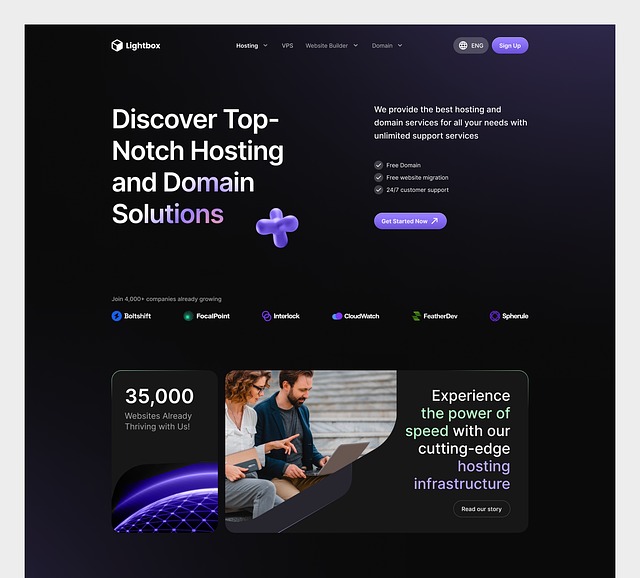 Lightbox
Hosting
VPS
Website Builder
Domain
ENG
Sign Up
Discover Top-
Notch Hosting
and Domain
Solutions
We provide the best hosting and
domain services for all your needs with
unlimited support services
Free Domain
Free website migration
24/7 customer support
Get Started Now
Join 4,000+ companies already growing
Boltshift
FocalPoint
Interlock
CloudWatch
FeatherDev
Spherule
35,000
Websites Already
Thriving with Us!
Experience
the power of
speed with our
cutting-edge
hosting
infrastructure
Read our story